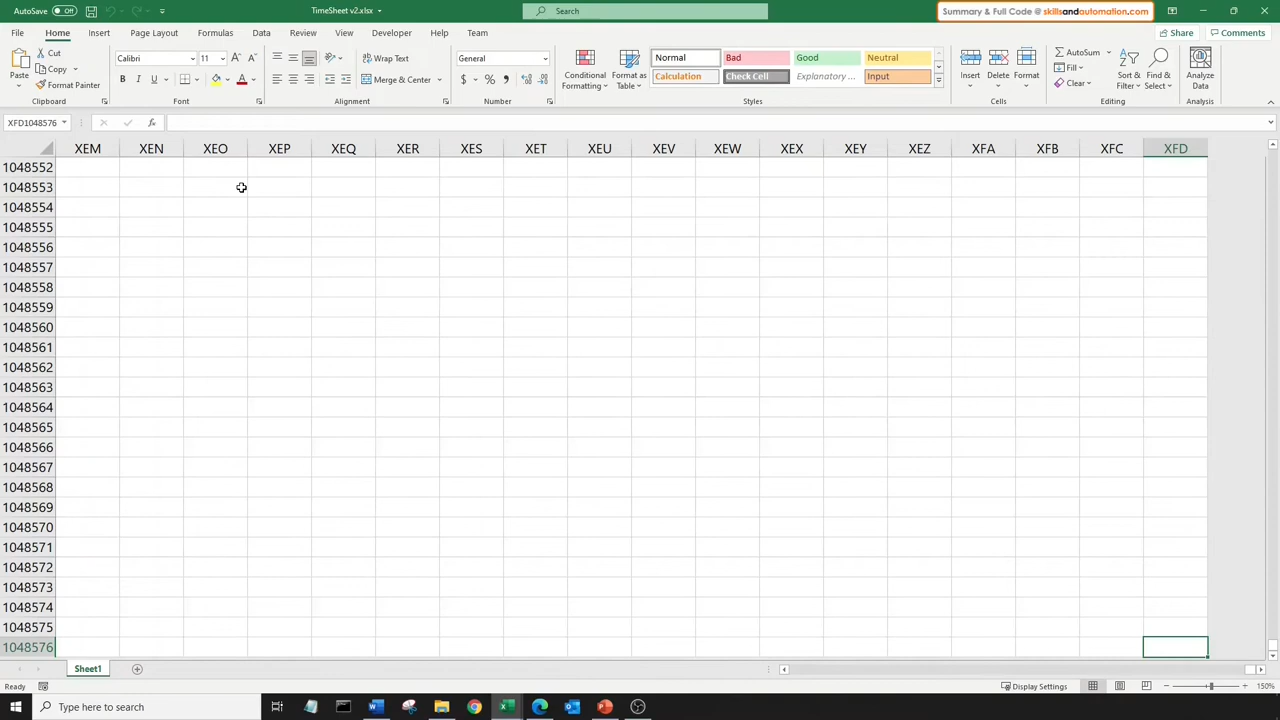 AutoSave Off TimeSheet v2.xlsx Search Summary & Full Code @ skillsandautomation.com
File Home Insert Page Layout Formulas Data Review View Developer Help Team Share Comments
Paste Cut Copy Format Painter Clipboard
Calibri 11 B I U A Font
Wrap Text Merge & Center Alignment
General $ % , Number
Conditional Formatting Format as Table Normal Bad Good Neutral Calculation Check Cell Explanatory ... Input Styles
Insert Delete Format Cells
AutoSum Fill Clear Sort & Filter Find & Select Editing
Analyze Data Analysis
XFD1048576 fx
XEM XEN XEO XEP XEQ XER XES XET XEU XEV XEW XEX XEY XEZ XFA XFB XFC XFD
1048552
1048553
1048554
1048555
1048556
1048557
1048558
1048559
1048560
1048561
1048562
1048563
1048564
1048565
1048566
1048567
1048568
1048569
1048570
1048571
1048572
1048573
1048574
1048575
1048576
Sheet1
Ready Display Settings 150%
Type here to search